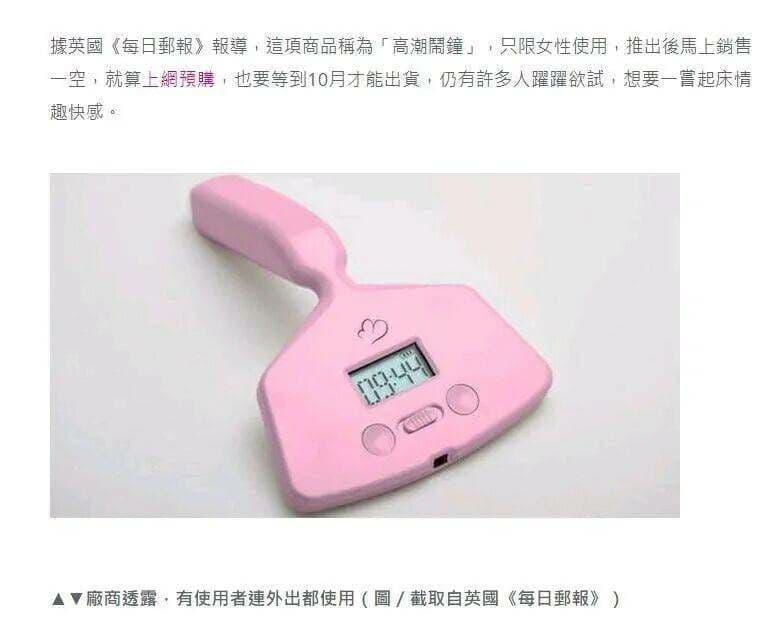 據英國《每日郵報》報導，這項商品稱為「高潮鬧鐘」，只限女性使用，推出後馬上銷售
一空，就算上網預購，也要等到10月才能出貨，仍有許多人躍躍欲試，想要一嘗起床情
趣快感。
09:44
▲▼廠商透露，有使用者連外出都使用（圖／截取自英國《每日郵報》）